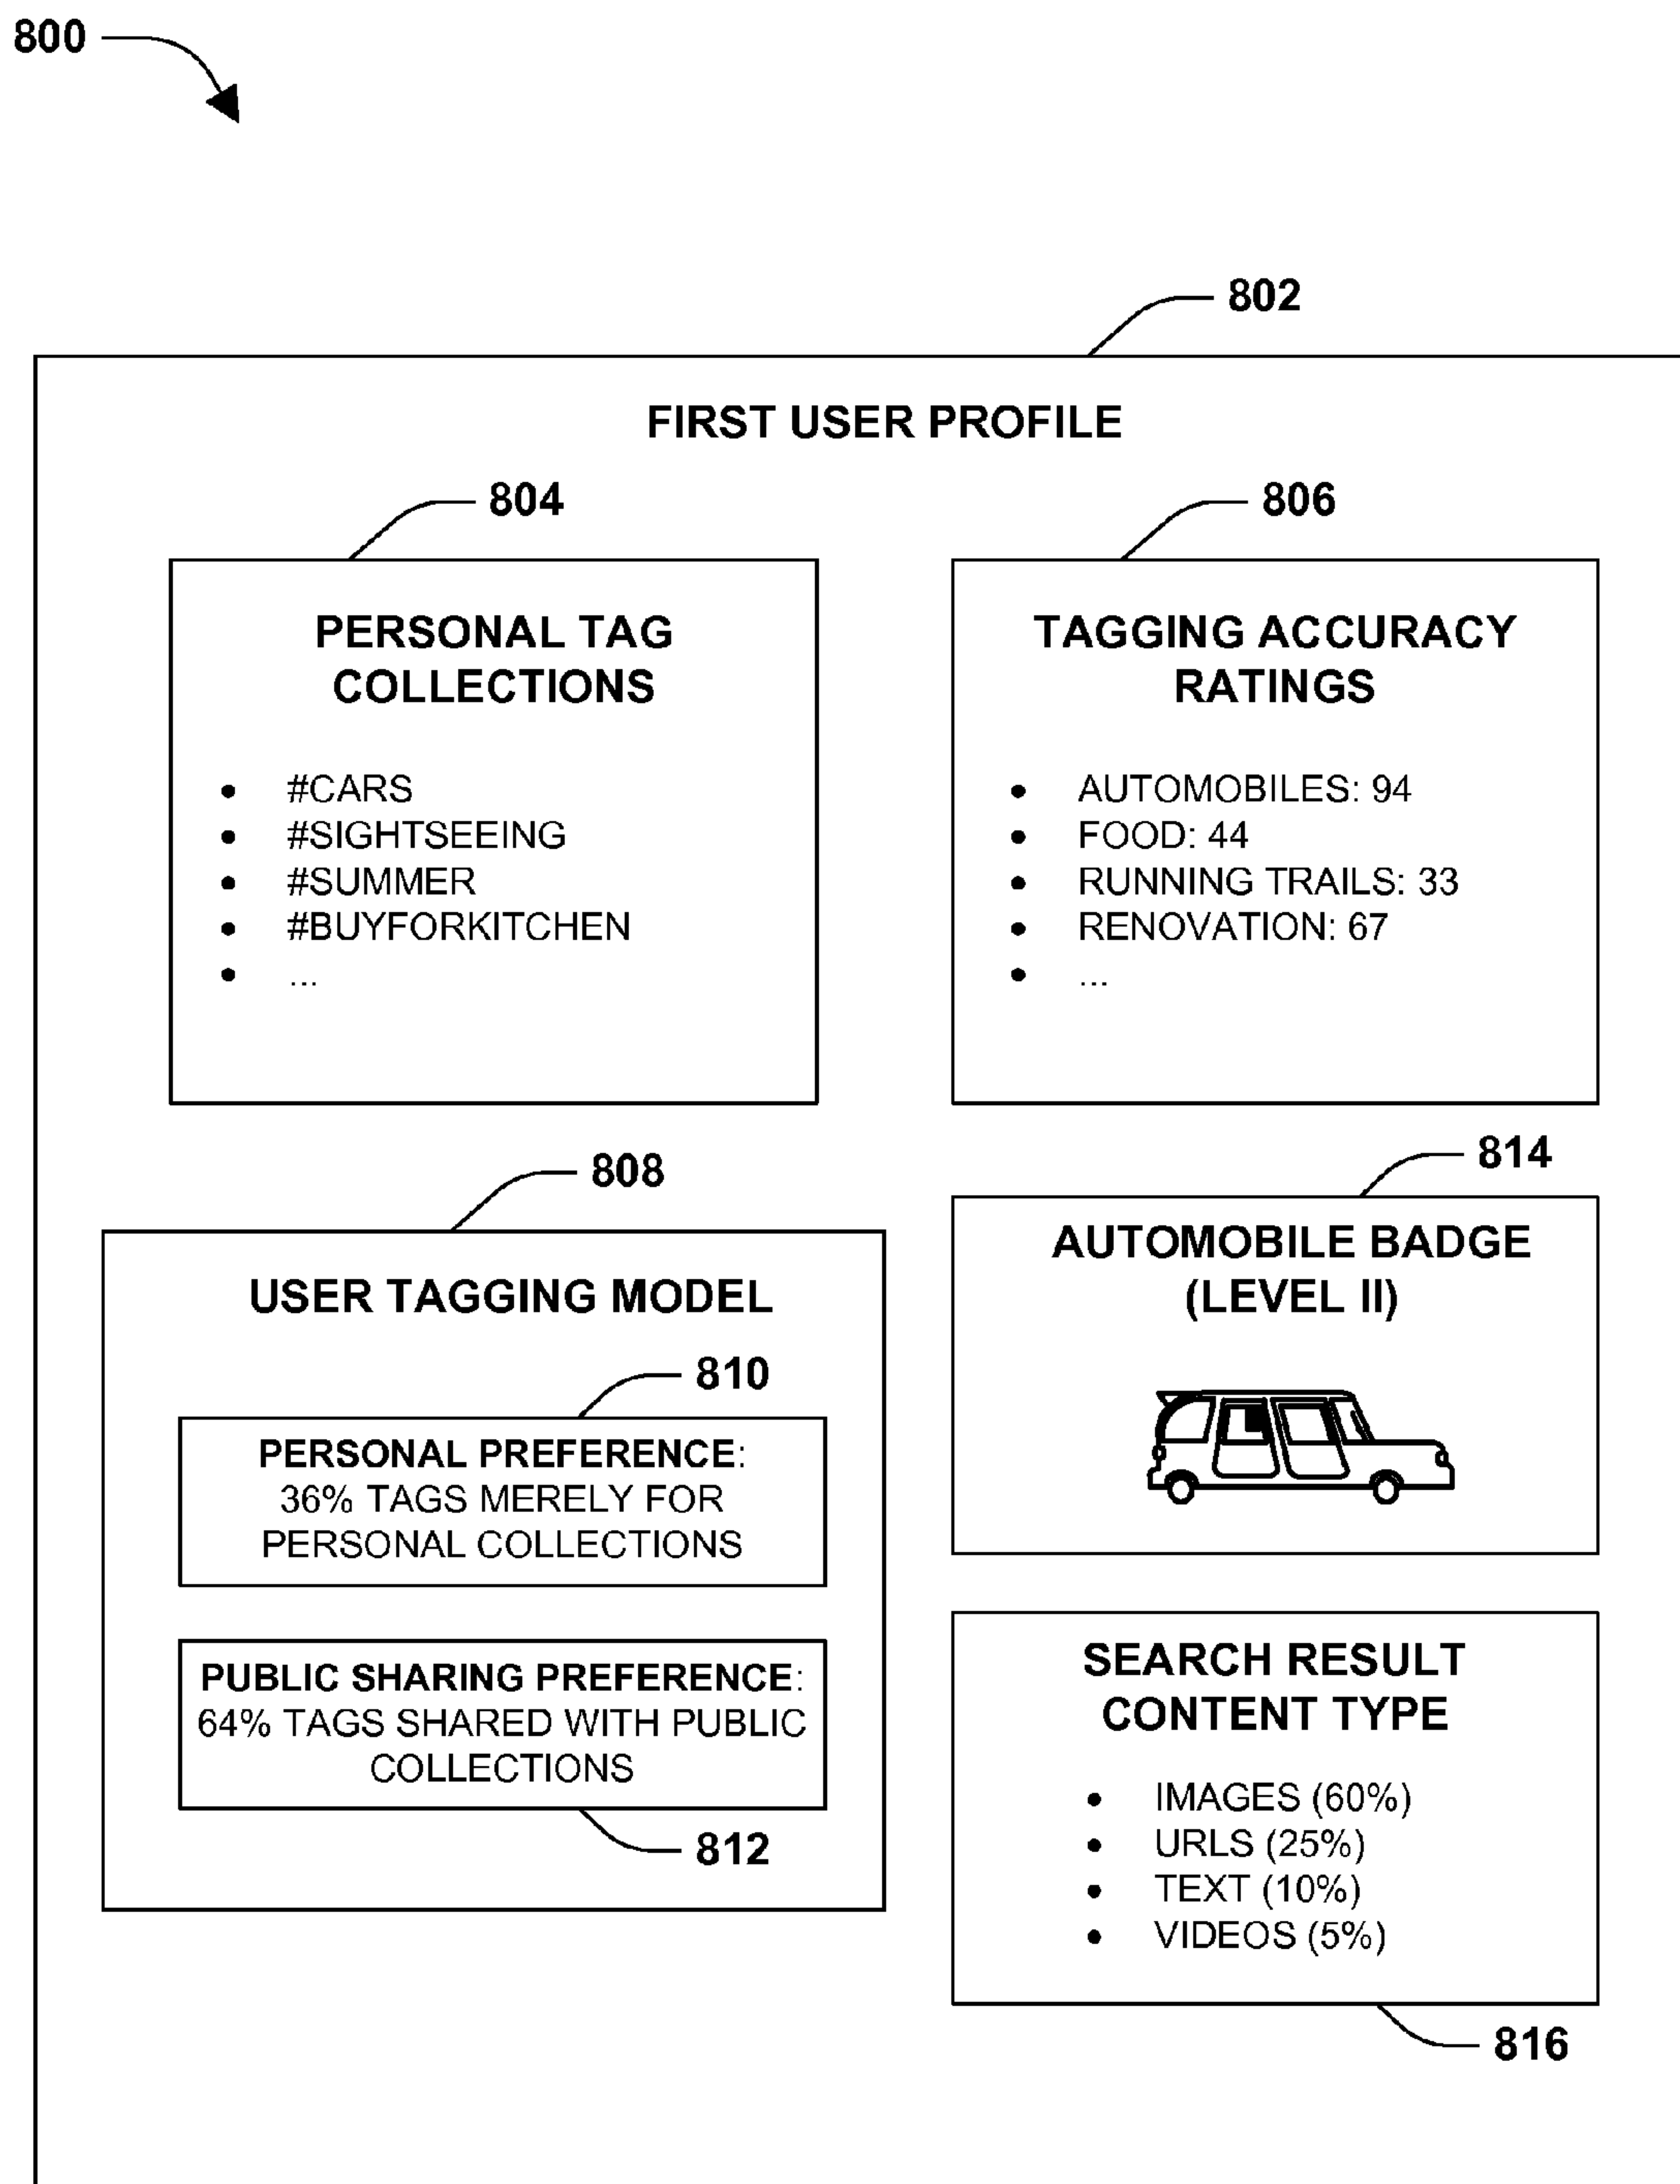 800
802
FIRST USER PROFILE
804
PERSONAL TAG
COLLECTIONS
• #CARS
• #SIGHTSEEING
• #SUMMER
• #BUYFORKITCHEN
• ...
806
TAGGING ACCURACY
RATINGS
• AUTOMOBILES: 94
• FOOD: 44
• RUNNING TRAILS: 33
• RENOVATION: 67
• ...
808
USER TAGGING MODEL
810
PERSONAL PREFERENCE:
36% TAGS MERELY FOR
PERSONAL COLLECTIONS
PUBLIC SHARING PREFERENCE:
64% TAGS SHARED WITH PUBLIC
COLLECTIONS
812
814
AUTOMOBILE BADGE
(LEVEL II)
SEARCH RESULT
CONTENT TYPE
• IMAGES (60%)
• URLS (25%)
• TEXT (10%)
• VIDEOS (5%)
816